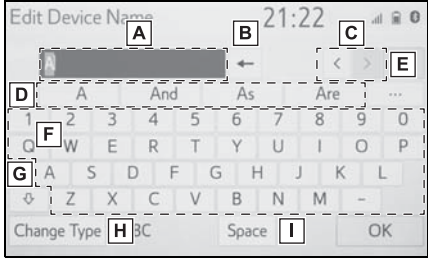 Edit Device Name 21:22
A B C
A ← < > E
D A And As Are ...
1 2 3 4 5 6 7 8 9 0
F
Q W E R T Y U I O P
G A S D F G H J K L
Z X C V B N M -
Change Type H BC Space I OK